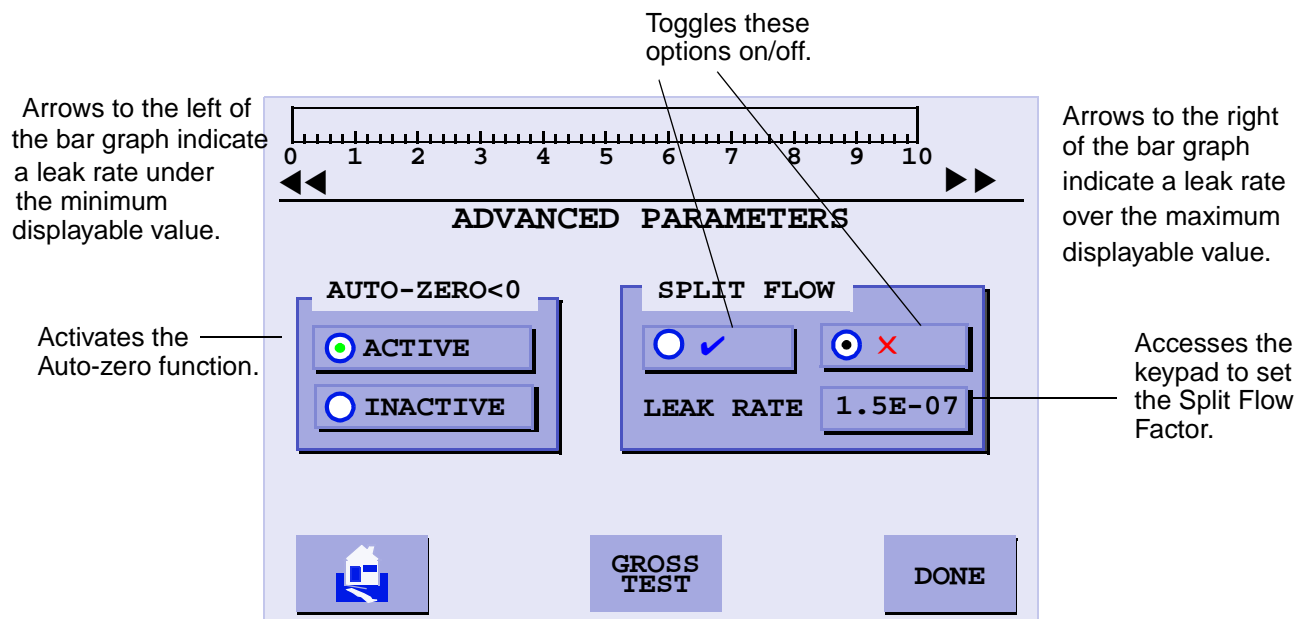 Toggles these
options on/off.
Arrows to the left of
the bar graph indicate
a leak rate under
the minimum
displayable value.
0 1 2 3 4 5 6 7 8 9 10
Arrows to the right
of the bar graph
indicate a leak rate
over the maximum
displayable value.
ADVANCED PARAMETERS
AUTO-ZERO<0
ACTIVE
INACTIVE
Activates the
Auto-zero function.
SPLIT FLOW
LEAK RATE 1.5E-07
Accesses the
keypad to set
the Split Flow
Factor.
GROSS
TEST
DONE